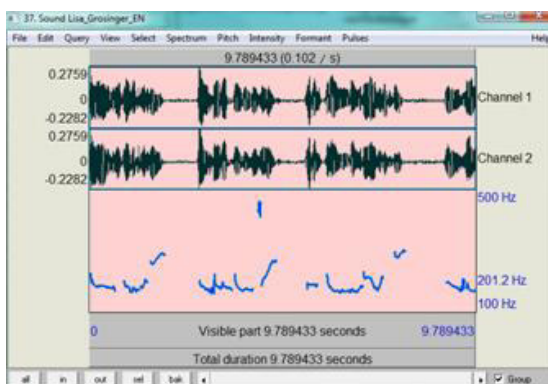 37. Sound Lisa_Grosinger_EN
File Edit Query View Select Spectrum Pitch Intensity Formant Pulses Help
9.789433 (0.102 / s)
0.2759
0
-0.2282
Channel 1
0.2759
0
-0.2282
Channel 2
500 Hz
201.2 Hz
100 Hz
0 Visible part 9.789433 seconds 9.789433
Total duration 9.789433 seconds
all in out sel bak Group